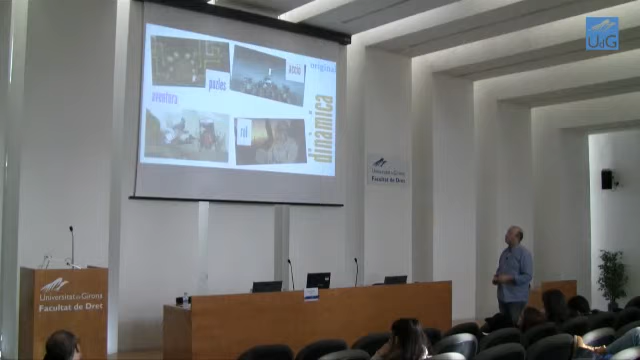 UdG
original
acció
puzles
aventura
rol
dinàmica
Universitat de Girona
Facultat de Dret
Universitat de Girona
Facultat de Dret